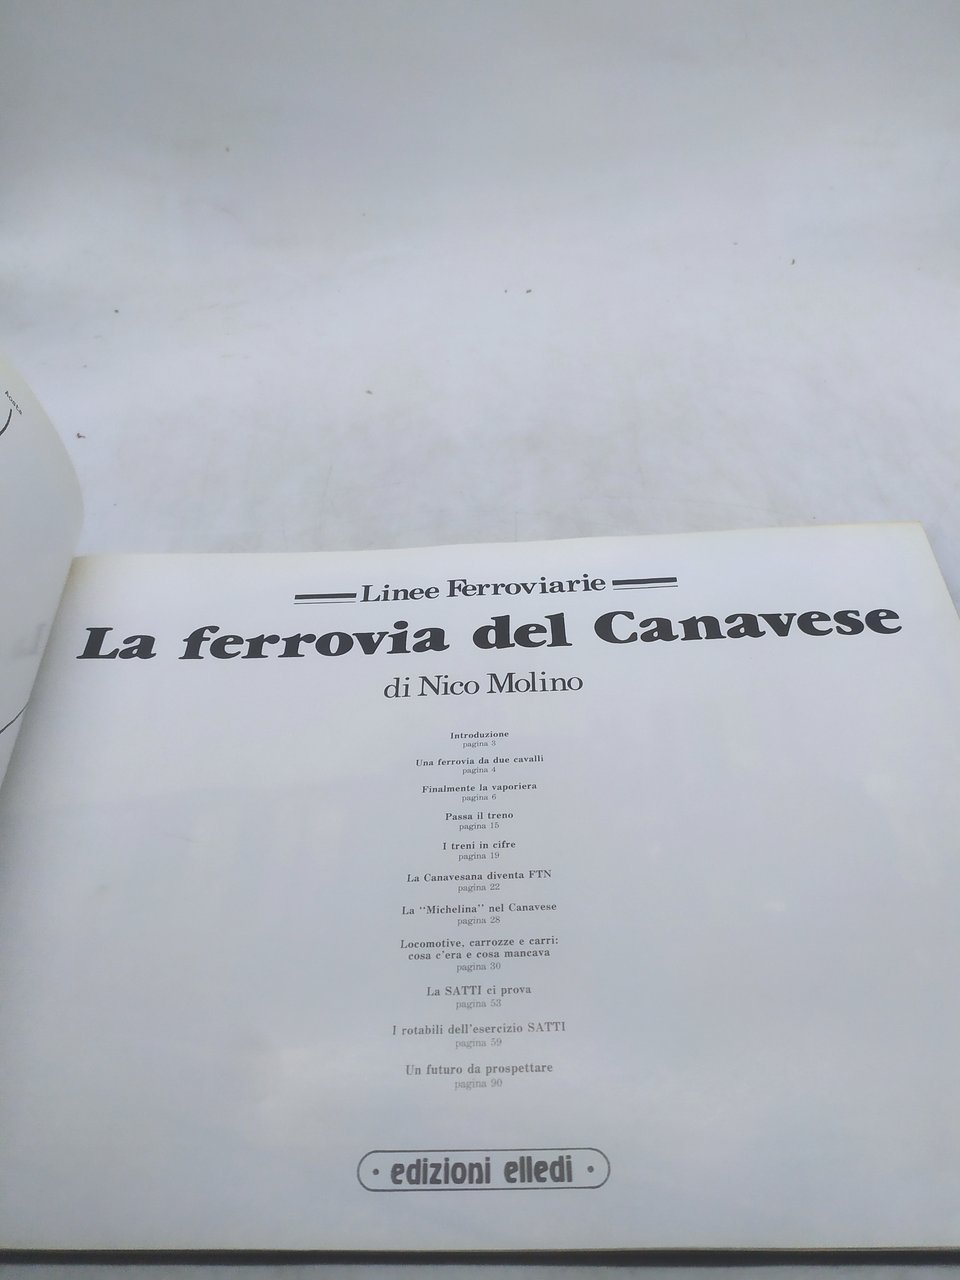 Aosta
Linee Ferroviarie
La ferrovia del Canavese
di Nico Molino
Introduzione
pagina 3
Una ferrovia da due cavalli
pagina 4
Finalmente la vaporiera
pagina 6
Passa il treno
pagina 15
I treni in cifre
pagina 19
La Canavesana diventa FTN
pagina 22
La "Michelina" nel Canavese
pagina 28
Locomotive, carrozze e carri:
cosa c'era e cosa mancava
pagina 30
La SATTI ci prova
pagina 53
I rotabili dell'esercizio SATTI
pagina 59
Un futuro da prospettare
pagina 90
• edizioni elledi •